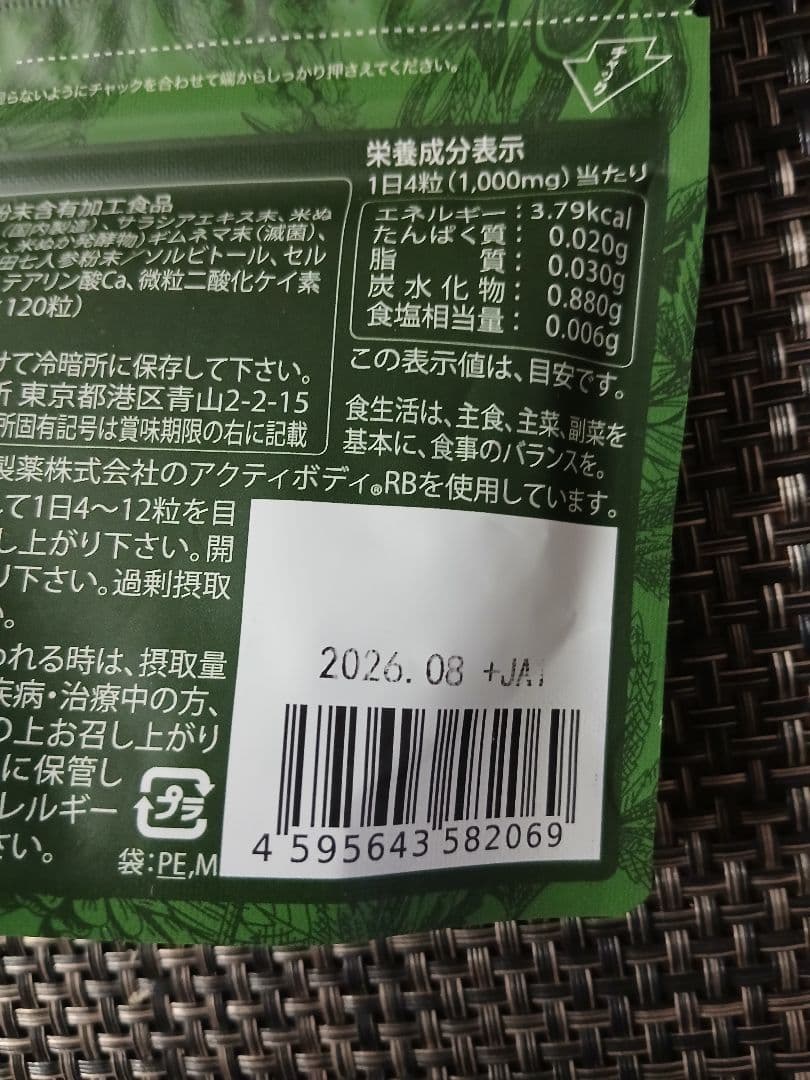 らないようにチャックを合わせて端からしっかり押さえてください。
チャック
栄養成分表示
1日4粒(1,000mg)当たり
エネルギー:3.79kcal
たんぱく質: 0.020g
脂 質: 0.030g
炭水化物: 0.880g
食塩相当量: 0.006g
この表示値は、目安です。
食生活は、主食、主菜、副菜を
基本に、食事のバランスを。
粉末含有加工食品
(国内製造)、サラシアエキス末、米ぬ
、米ぬか発酵物)ギムネマ末(滅菌)、
田七人参粉末/ソルビトール、セル
テアリン酸Ca、微粒二酸化ケイ素
120粒)
けて冷暗所に保存して下さい。
所 東京都港区青山2-2-15
所固有記号は賞味期限の右に記載
製薬株式会社のアクティボディ®RBを使用しています。
して1日4〜12粒を目
し上がり下さい。開
り下さい。過剰摂取
い。
われる時は、摂取量
疾病・治療中の方、
の上お召し上がり
に保管し
レルギー
さい。
プラ
袋:PE,M
2026.08 +JA
4 595643 582069